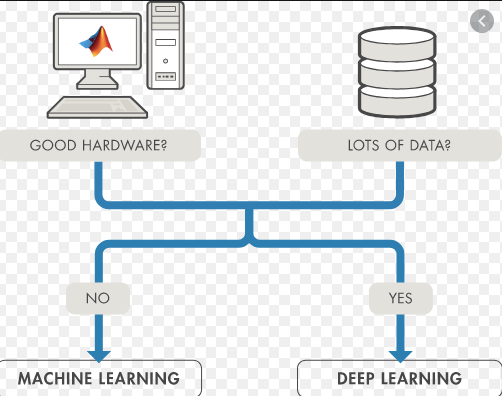 GOOD HARDWARE?
LOTS OF DATA?
NO
YES
MACHINE LEARNING
DEEP LEARNING